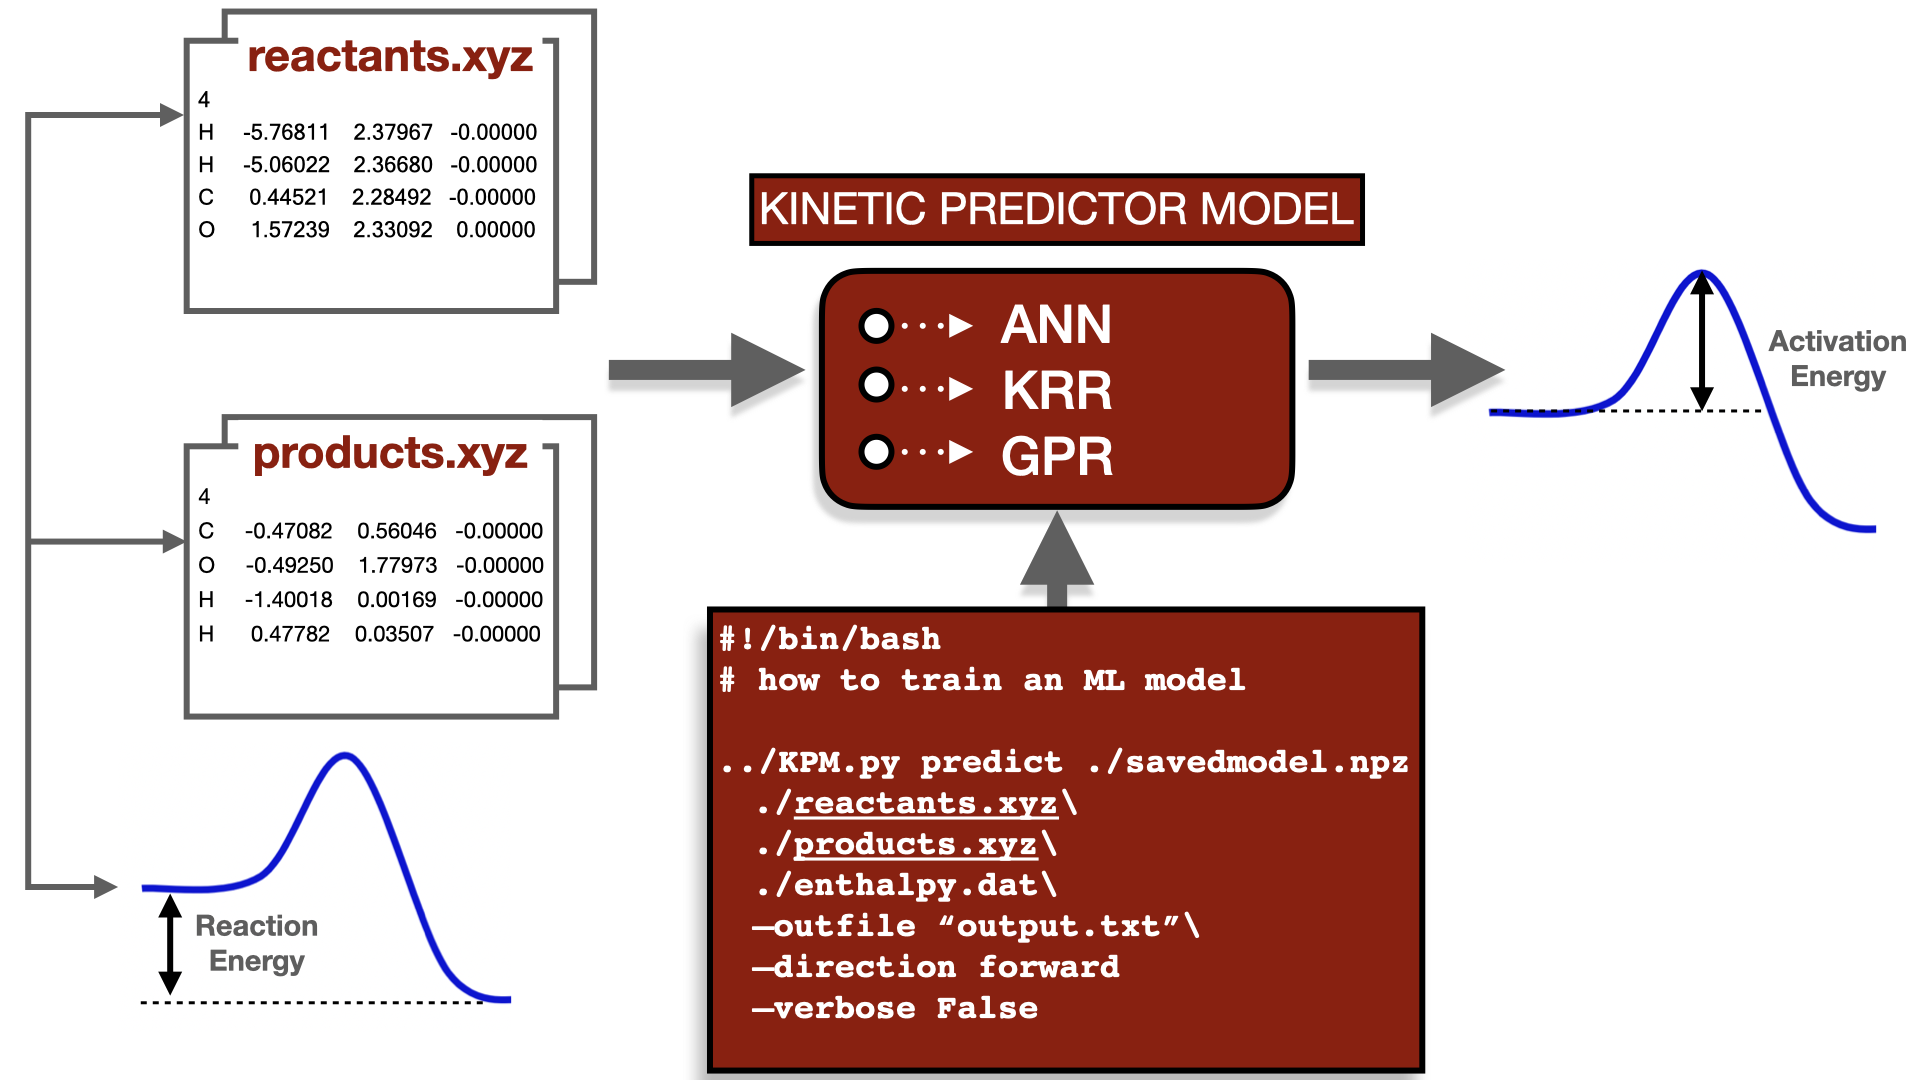 reactants.xyz
4
H -5.76811 2.37967 -0.00000
H -5.06022 2.36680 -0.00000
C 0.44521 2.28492 -0.00000
O 1.57239 2.33092 0.00000
products.xyz
4
C -0.47082 0.56046 -0.00000
O -0.49250 1.77973 -0.00000
H -1.40018 0.00169 -0.00000
H 0.47782 0.03507 -0.00000
Reaction
Energy
KINETIC PREDICTOR MODEL
ANN
KRR
GPR
#!/bin/bash
# how to train an ML model
../KPM.py predict ./savedmodel.npz
./reactants.xyz\
./products.xyz\
./enthalpy.dat\
—outfile “output.txt”\
—direction forward
—verbose False
Activation
Energy